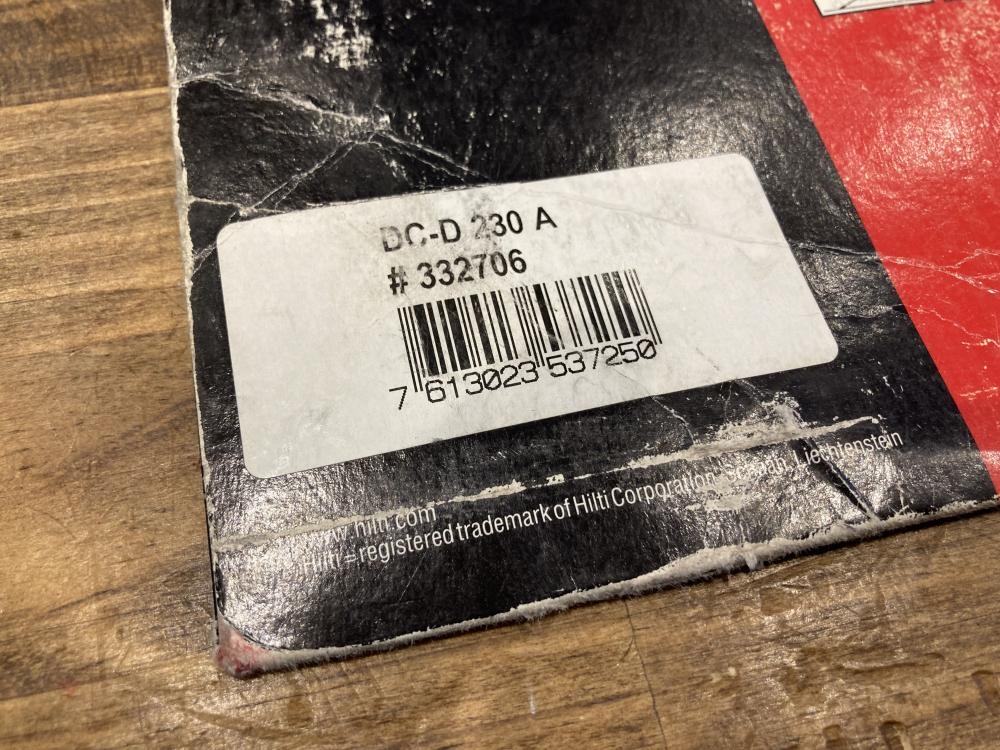 DC-D 230 A
# 332706
7 613023 537250
www.hilti.com
Hilti = registered trademark of Hilti Corporation, Schaan, Liechtenstein